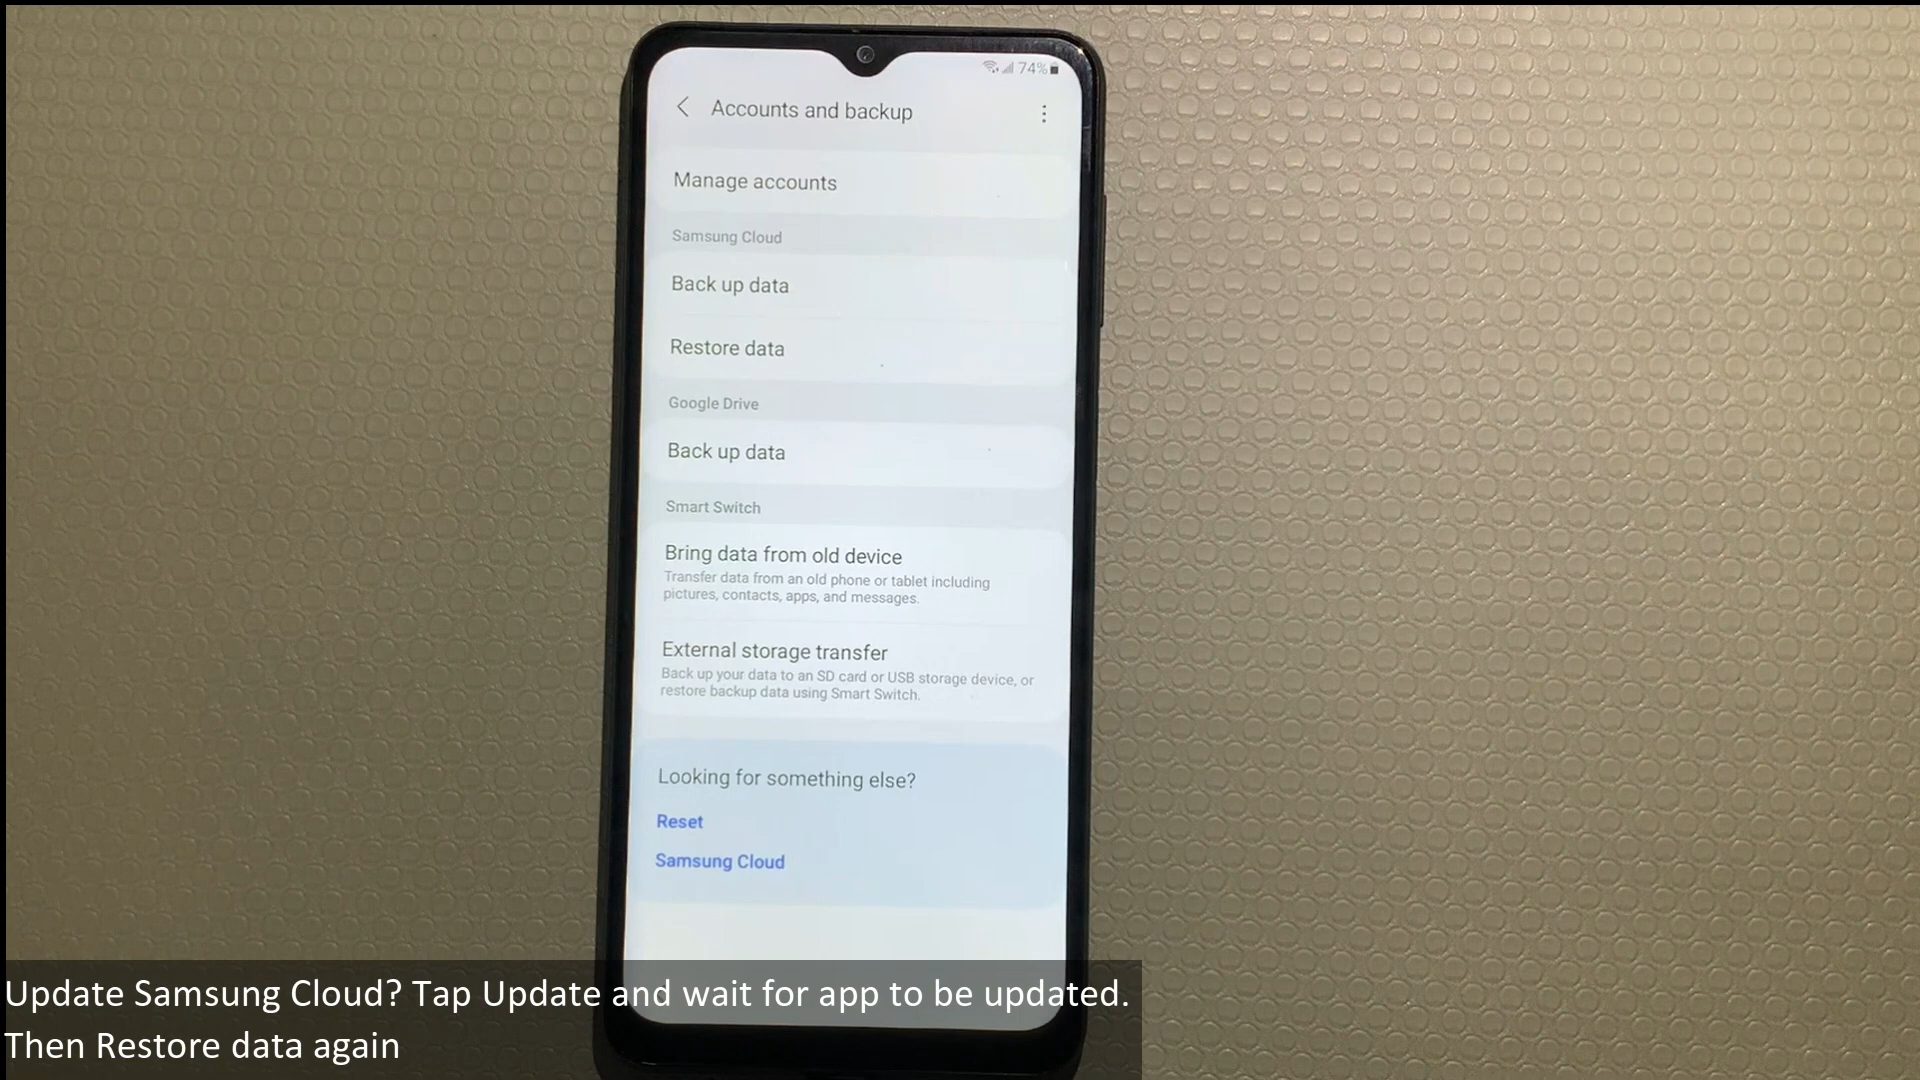 74%
Accounts and backup
Manage accounts
Samsung Cloud
Back up data
Restore data
Google Drive
Back up data
Smart Switch
Bring data from old device
Transfer data from an old phone or tablet including
pictures, contacts, apps, and messages.
External storage transfer
Back up your data to an SD card or USB storage device, or
restore backup data using Smart Switch.
Looking for something else?
Reset
Samsung Cloud
Update Samsung Cloud? Tap Update and wait for app to be updated.
Then Restore data again